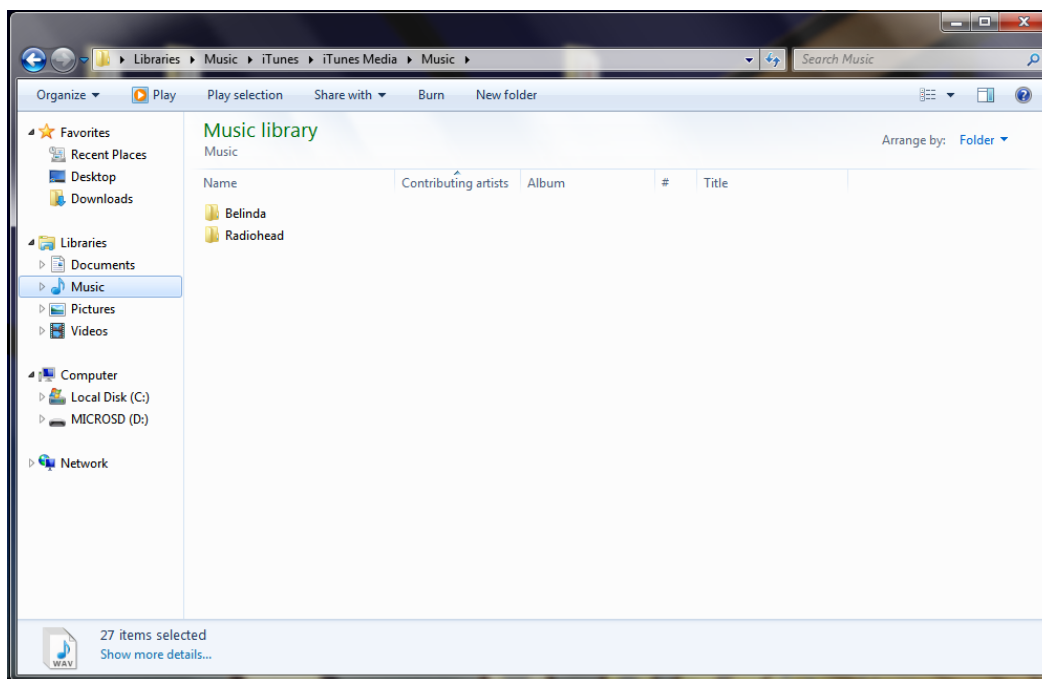 Libraries Music iTunes iTunes Media Music
Search Music
Organize Play Play selection Share with Burn New folder
Favorites
Recent Places
Desktop
Downloads
Libraries
Documents
Music
Pictures
Videos
Computer
Local Disk (C:)
MICROSD (D:)
Network
Music library
Music
Arrange by: Folder
Name Contributing artists Album # Title
Belinda
Radiohead
27 items selected
Show more details...
WAV